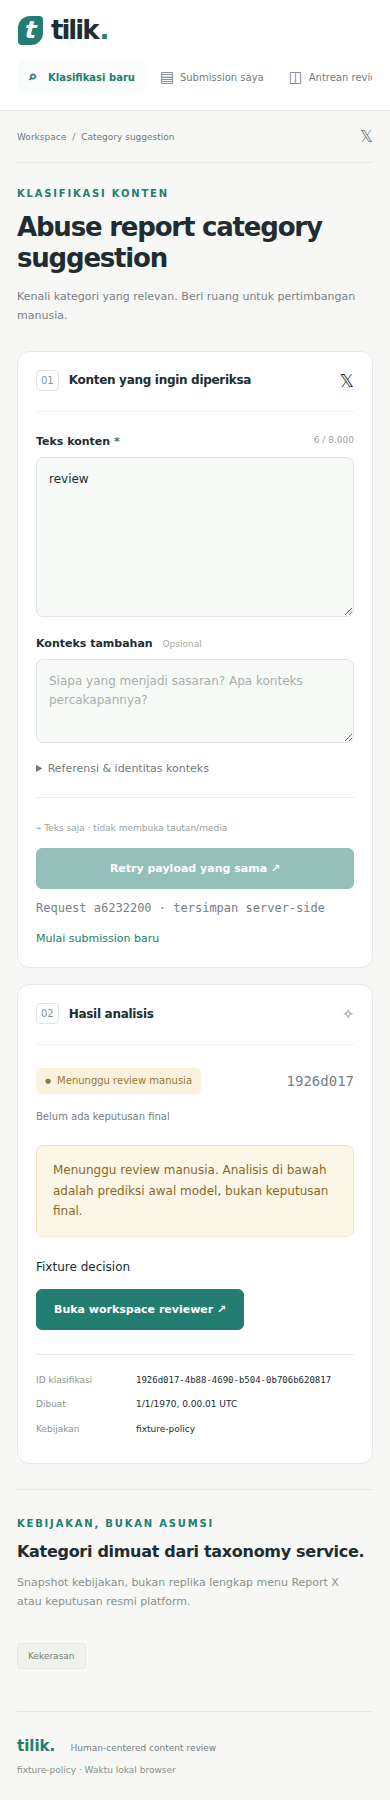 t tilik.
Klasifikasi baru Submission saya Antrean revie
Workspace / Category suggestion 𝕏
KLASIFIKASI KONTEN
Abuse report category
suggestion
Kenali kategori yang relevan. Beri ruang untuk pertimbangan
manusia.
01 Konten yang ingin diperiksa 𝕏
Teks konten * 6 / 8.000
review
Konteks tambahan Opsional
Siapa yang menjadi sasaran? Apa konteks
percakapannya?
▶ Referensi & identitas konteks
Teks saja · tidak membuka tautan/media
Retry payload yang sama ↗
Request a6232200 · tersimpan server-side
Mulai submission baru
02 Hasil analisis
● Menunggu review manusia 1926d017
Belum ada keputusan final
Menunggu review manusia. Analisis di bawah
adalah prediksi awal model, bukan keputusan
final.
Fixture decision
Buka workspace reviewer ↗
ID klasifikasi 1926d017-4b88-4690-b504-0b706b620817
Dibuat 1/1/1970, 0.00.01 UTC
Kebijakan fixture-policy
KEBIJAKAN, BUKAN ASUMSI
Kategori dimuat dari taxonomy service.
Snapshot kebijakan, bukan replika lengkap menu Report X
atau keputusan resmi platform.
Kekerasan
tilik. Human-centered content review
fixture-policy · Waktu lokal browser